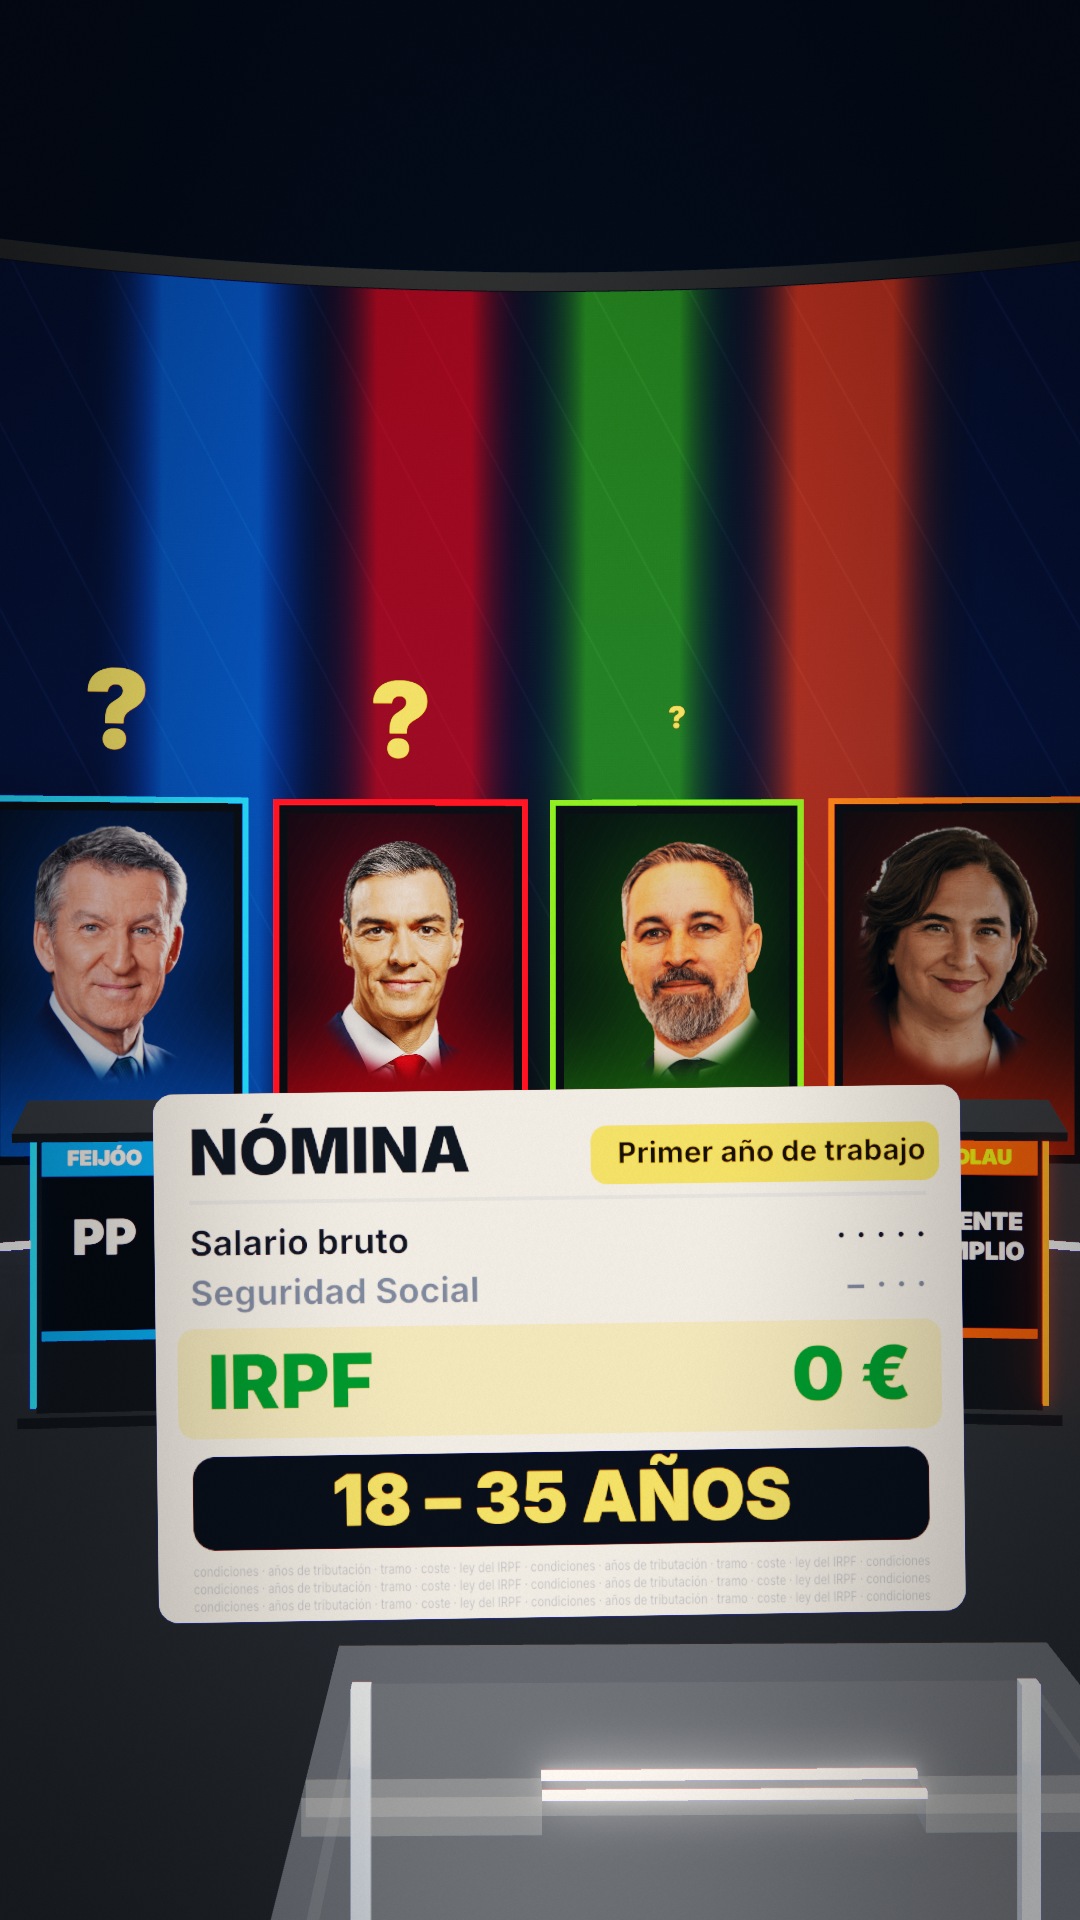 ?
?
?
FEIJÓO
PP
OLAU
ENTE
MPLIO
NÓMINA
Primer año de trabajo
Salario bruto
· · · · ·
Seguridad Social
– · · ·
IRPF
0 €
18 – 35 AÑOS
condiciones · años de tributación · tramo · coste · ley del IRPF · condiciones · años de tributación · tramo · coste · ley del IRPF · condiciones
condiciones · años de tributación · tramo · coste · ley del IRPF · condiciones · años de tributación · tramo · coste · ley del IRPF · condiciones
condiciones · años de tributación · tramo · coste · ley del IRPF · condiciones · años de tributación · tramo · coste · ley del IRPF · condiciones